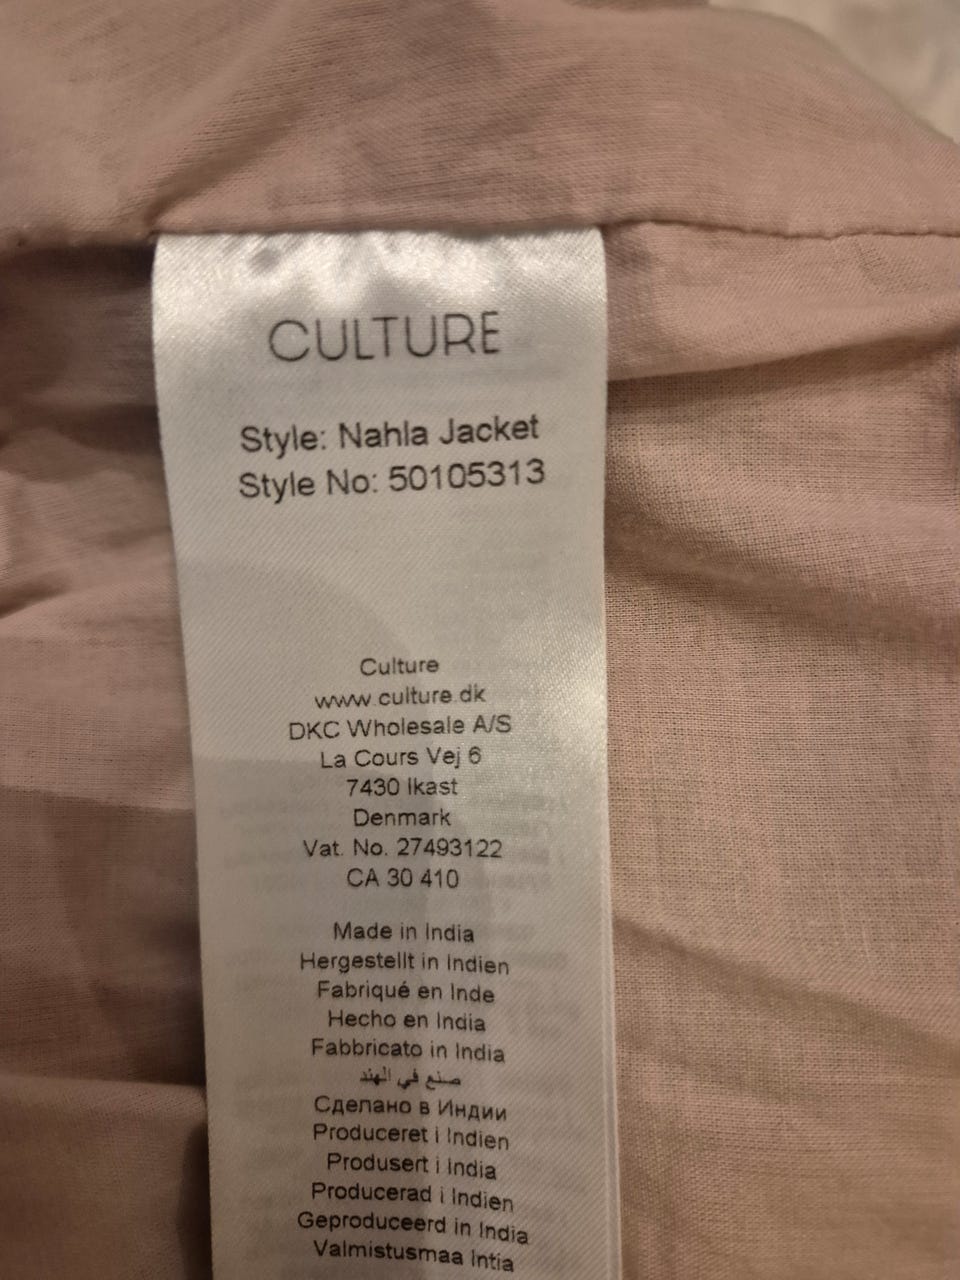 CULTURE
Style: Nahla Jacket
Style No: 50105313
Culture
www.culture.dk
DKC Wholesale A/S
La Cours Vej 6
7430 Ikast
Denmark
Vat. No. 27493122
CA 30 410
Made in India
Hergestellt in Indien
Fabriqué en Inde
Hecho en India
Fabbricato in India
صنع في الهند
Сделано в Индии
Produceret i Indien
Produsert i India
Producerad i Indien
Geproduceerd in India
Valmistusmaa Intia